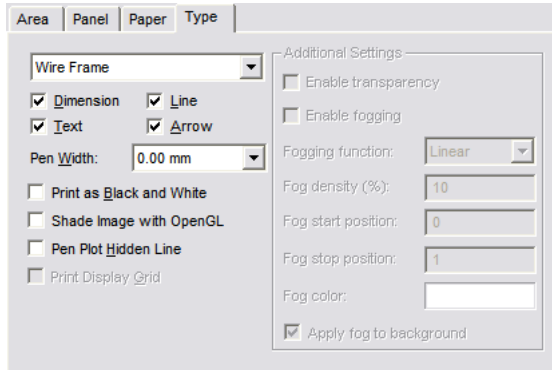 Area Panel Paper Type
Wire Frame
Dimension Line
Text Arrow
Pen Width: 0.00 mm
Print as Black and White
Shade Image with OpenGL
Pen Plot Hidden Line
Print Display Grid
Additional Settings
Enable transparency
Enable fogging
Fogging function: Linear
Fog density (%): 10
Fog start position: 0
Fog stop position: 1
Fog color:
Apply fog to background